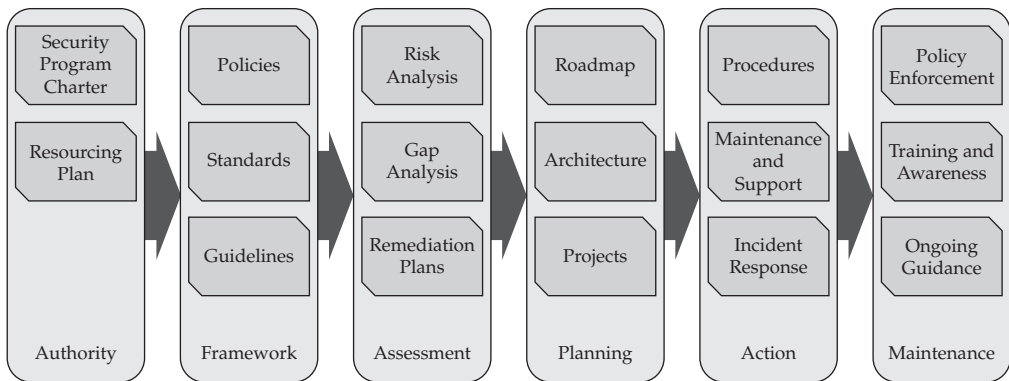 Security
Program
Charter
Resourcing
Plan
Authority
Policies
Standards
Guidelines
Framework
Risk
Analysis
Gap
Analysis
Remediation
Plans
Assessment
Roadmap
Architecture
Projects
Planning
Procedures
Maintenance
and
Support
Incident
Response
Action
Policy
Enforcement
Training and
Awareness
Ongoing
Guidance
Maintenance